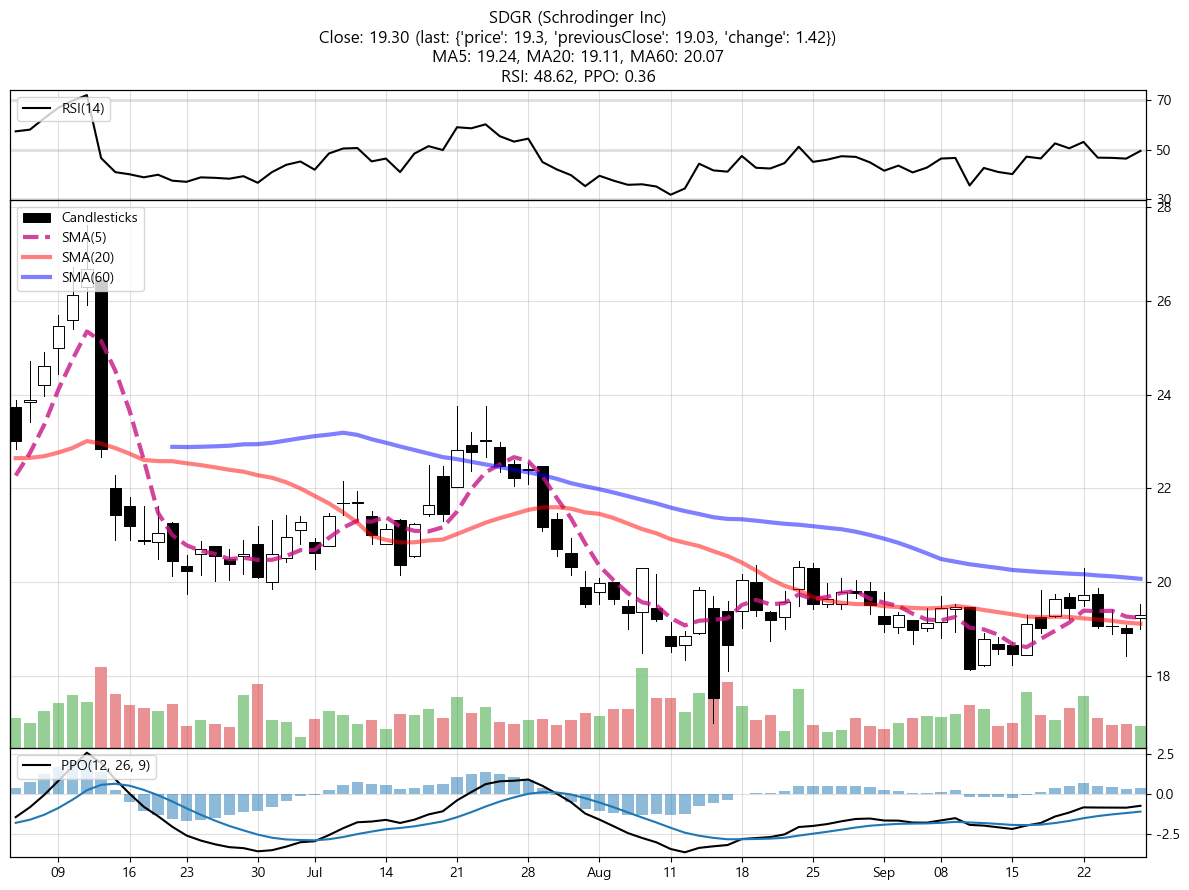 SDGR (Schrodinger Inc)
Close: 19.30 (last: {'price': 19.3, 'previousClose': 19.03, 'change': 1.42})
MA5: 19.24, MA20: 19.11, MA60: 20.07
RSI: 48.62, PPO: 0.36
RSI(14)
70
50
30
Candlesticks
SMA(5)
SMA(20)
SMA(60)
28
26
24
22
20
18
PPO(12, 26, 9)
2.5
0.0
−2.5
09
16
23
30
Jul
14
21
28
Aug
11
18
25
Sep
08
15
22